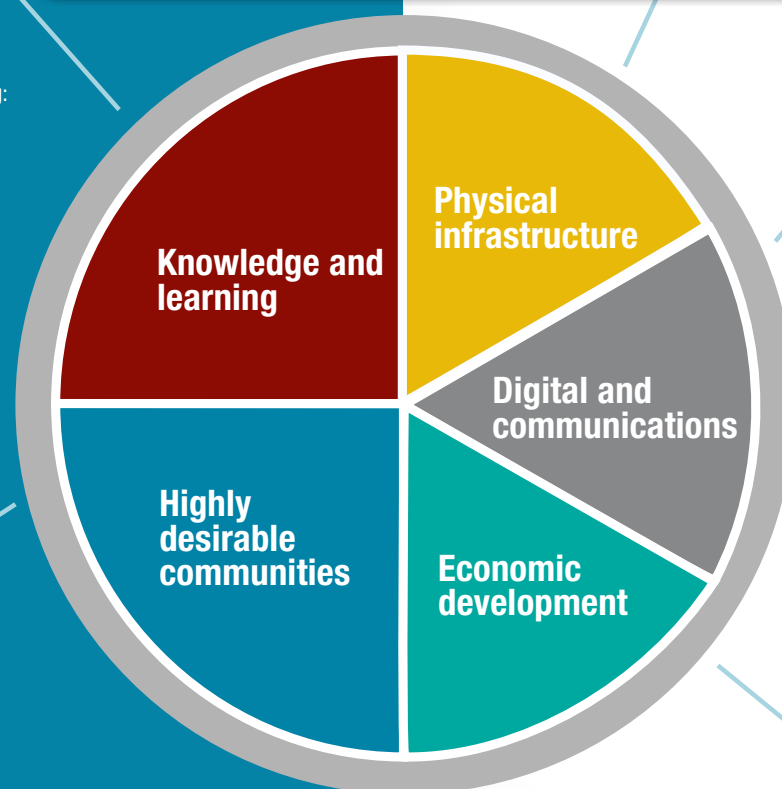 Physical
infrastructure
Knowledge and
learning
Digital and
communications
Highly
desirable
communities
Economic
development